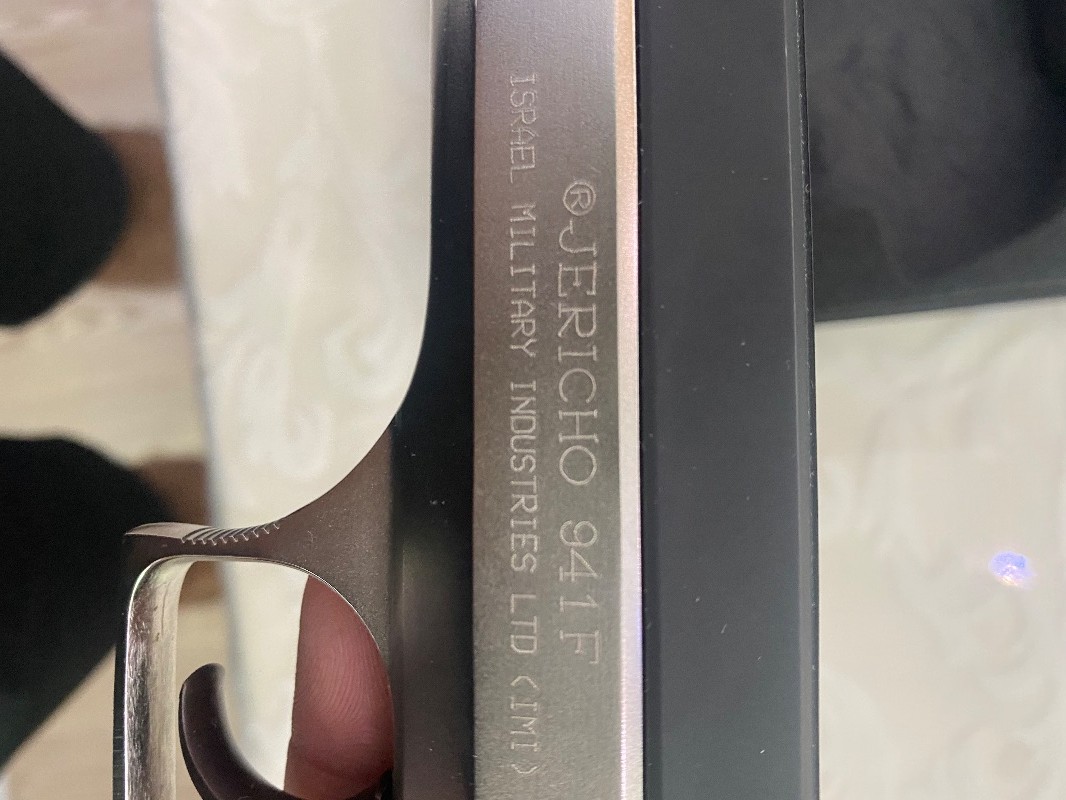 ®JERICHO 941F
ISRAEL MILITARY INDUSTRIES LTD (IMI)